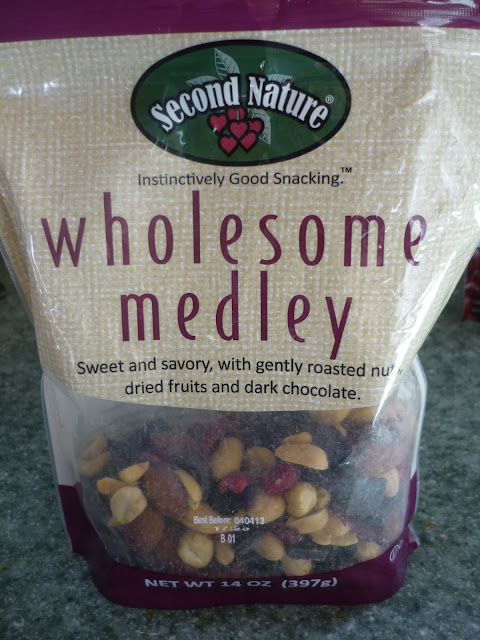 Second Nature®
Instinctively Good Snacking.™
wholesome
medley
Sweet and savory, with gently roasted nut
dried fruits and dark chocolate.
Best Before: 040413
B 01
NET WT 14 OZ (397g)